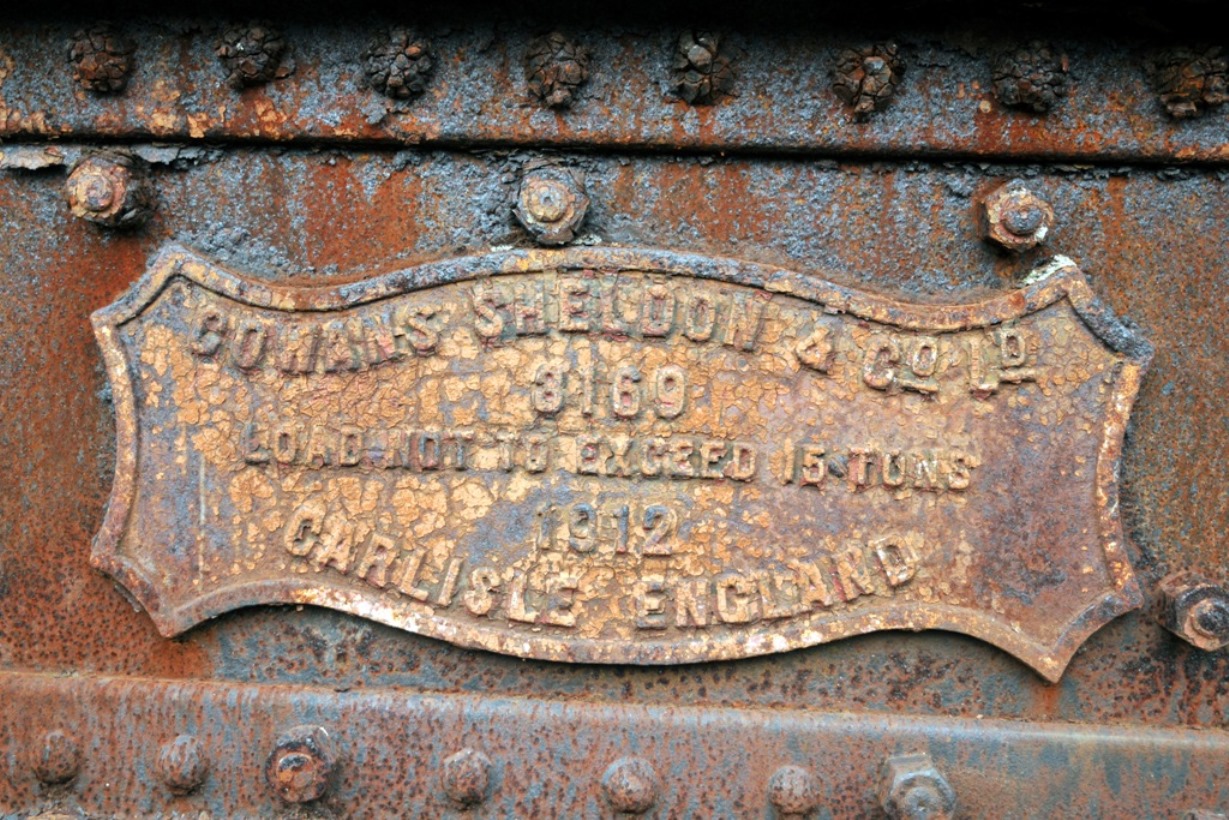 COWANS SHELDON & Co LD
3169
LOAD NOT TO EXCEED 15 TONS
1912
CARLISLE ENGLAND